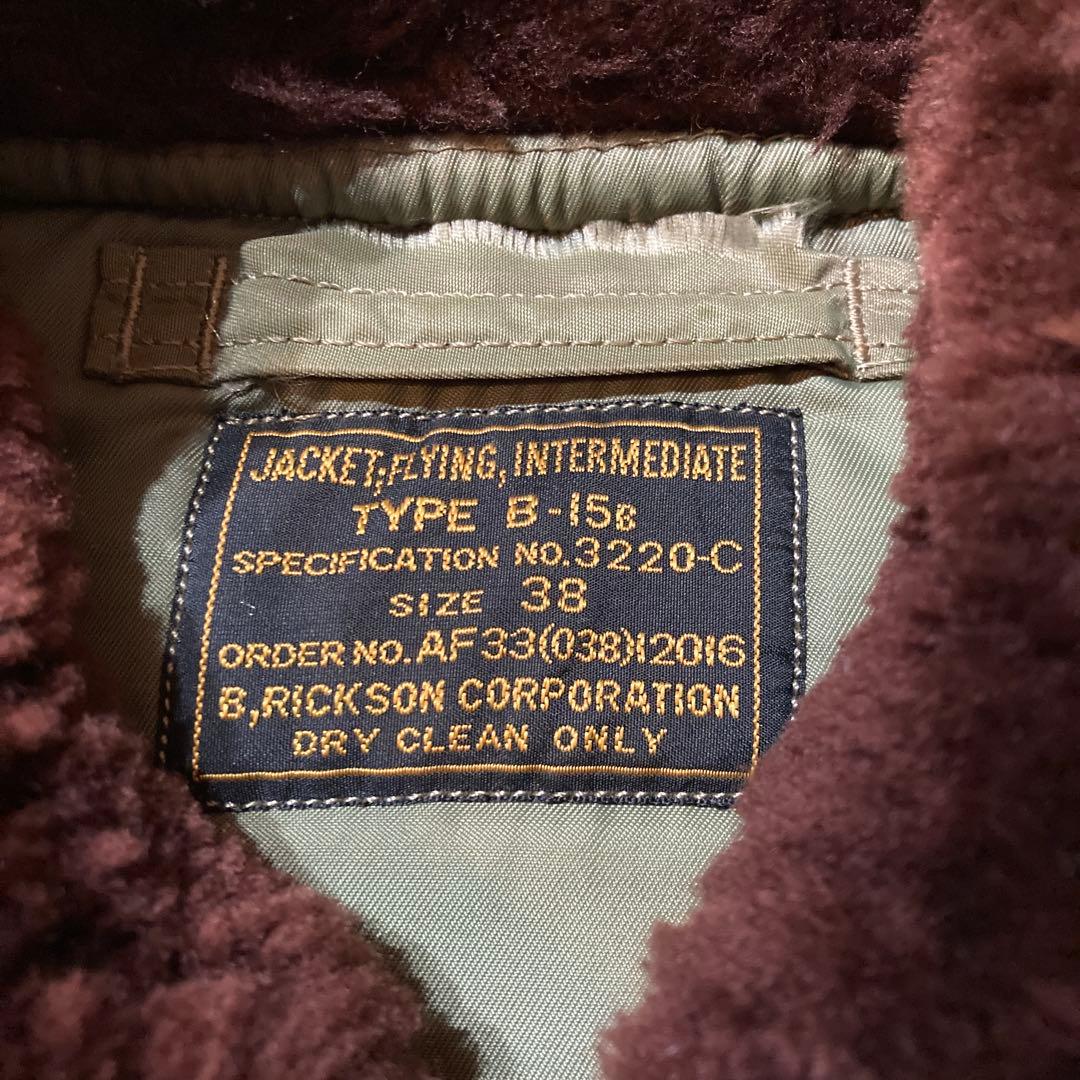 JACKET, FLYING, INTERMEDIATE
TYPE B-15B
SPECIFICATION NO. 3220-C
SIZE 38
ORDER NO. AF33(038)12016
B, RICKSON CORPORATION
DRY CLEAN ONLY